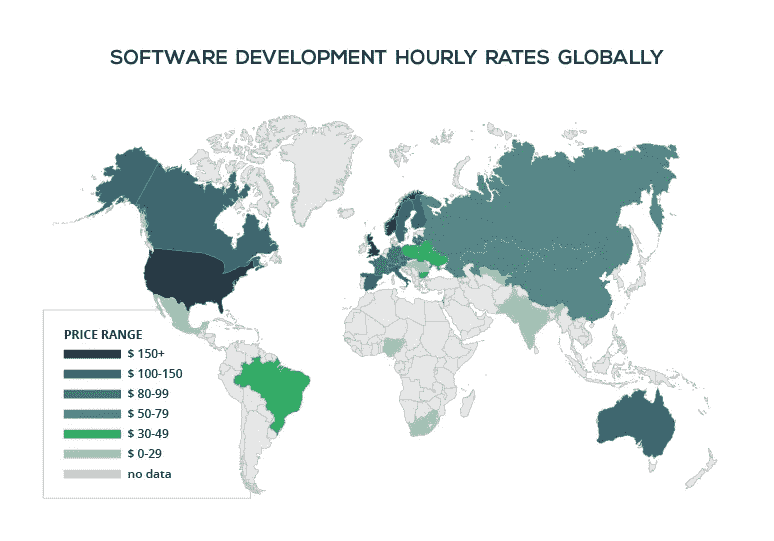 SOFTWARE DEVELOPMENT HOURLY RATES GLOBALLY
PRICE RANGE
$ 150+
$ 100-150
$ 80-99
$ 50-79
$ 30-49
$ 0-29
no data